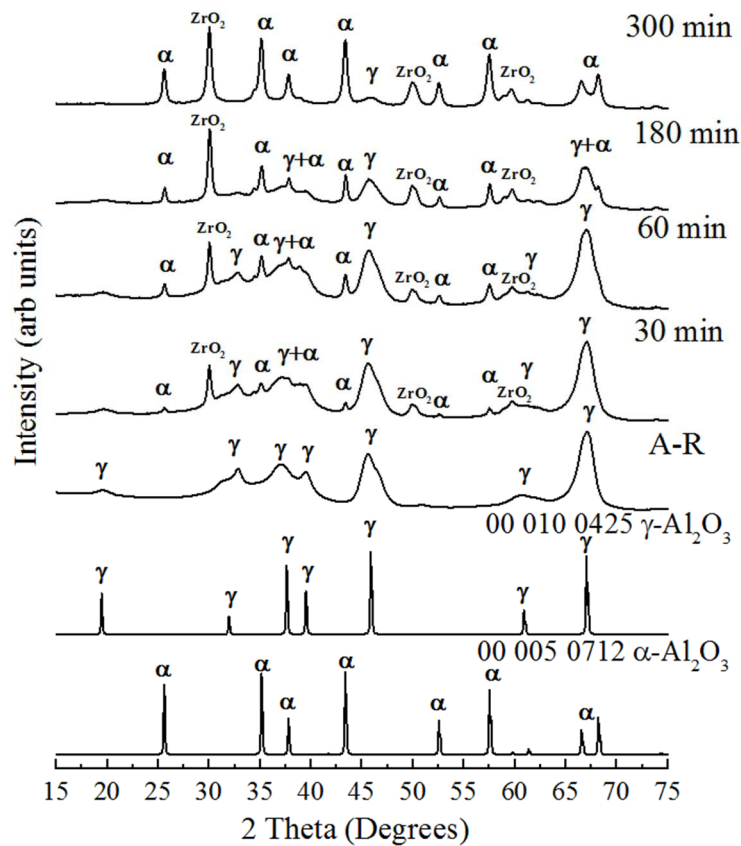 α ZrO₂ α α α γ ZrO₂ α α ZrO₂ α 300 min
α ZrO₂ α γ+α α γ ZrO₂ α α ZrO₂ γ+α 180 min
α ZrO₂ γ α γ+α α γ ZrO₂ α α ZrO₂ γ γ 60 min
α ZrO₂ γ α γ+α α γ ZrO₂ α α ZrO₂ γ γ 30 min
γ γ γ γ γ γ γ A-R
00 010 0425 γ-Al₂O₃
γ γ γ γ γ γ γ
00 005 0712 α-Al₂O₃
α α α α α α α
15 20 25 30 35 40 45 50 55 60 65 70 75
2 Theta (Degrees)
Intensity (arb units)